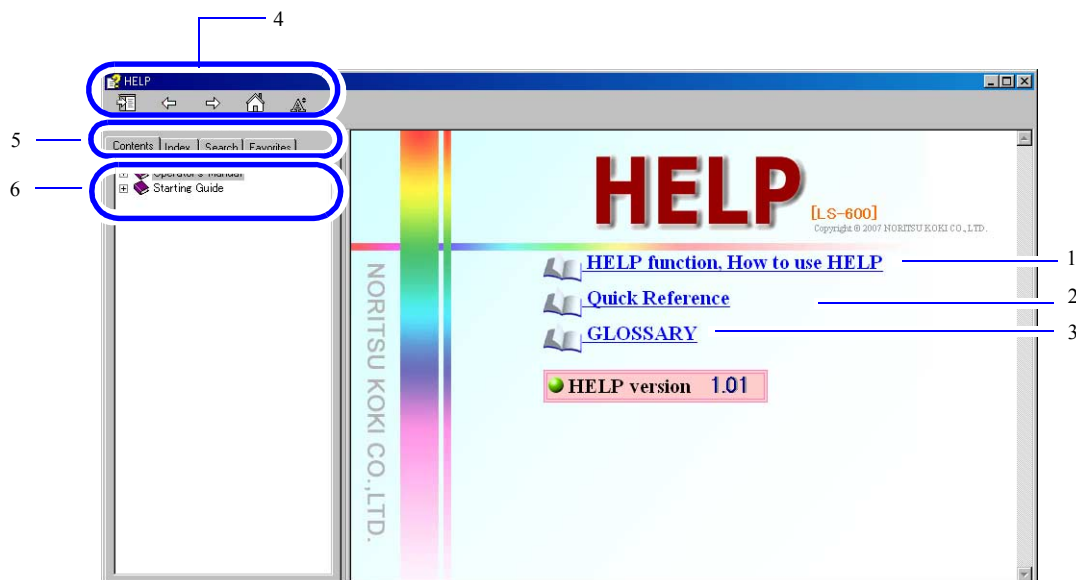 4
HELP
5
Contents Index Search Favorites
6
Operator's Manual
Starting Guide
HELP
[LS-600]
Copyright © 2007 NORITSU KOKI CO., LTD.
HELP function, How to use HELP
1
Quick Reference
2
GLOSSARY
3
HELP version 1.01
NORITSU KOKI CO.,LTD.